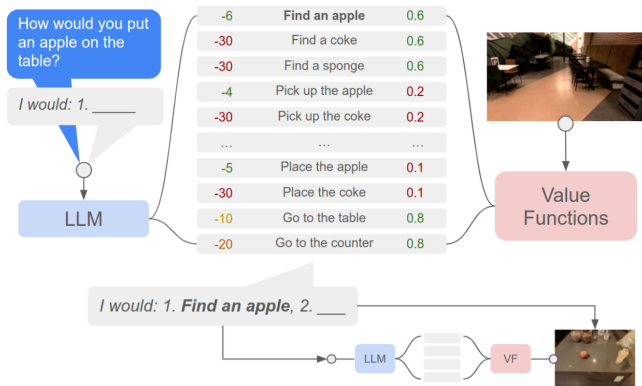 How would you put
an apple on the
table?
I would: 1. _____
LLM
-6 Find an apple 0.6
-30 Find a coke 0.6
-30 Find a sponge 0.6
-4 Pick up the apple 0.2
-30 Pick up the coke 0.2
... ... ...
-5 Place the apple 0.1
-30 Place the coke 0.1
-10 Go to the table 0.8
-20 Go to the counter 0.8
Value
Functions
I would: 1. Find an apple, 2. ___
LLM
VF